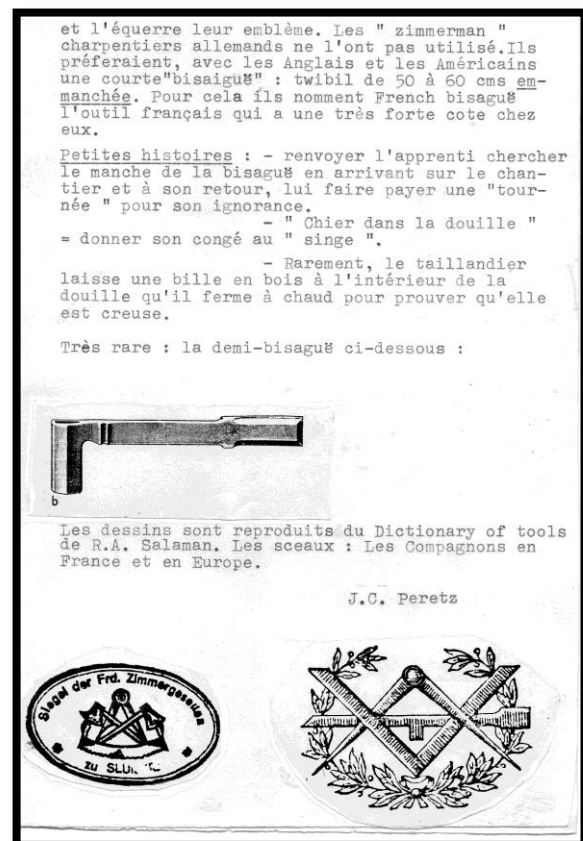 et l'équerre leur emblème. Les " zimmerman "
charpentiers allemands ne l'ont pas utilisé.Ils
préferaient, avec les Anglais et les Américains
une courte"bisaiguë" : twibil de 50 à 60 cms em-
manchée. Pour cela ils nomment French bisaguë
l'outil français qui a une très forte cote chez
eux.
Petites histoires : - renvoyer l'apprenti chercher
le manche de la bisaguë en arrivant sur le chan-
tier et à son retour, lui faire payer une "tour-
née " pour son ignorance.
- " Chier dans la douille "
= donner son congé au " singe ".
- Rarement, le taillandier
laisse une bille en bois à l'intérieur de la
douille qu'il ferme à chaud pour prouver qu'elle
est creuse.
Très rare : la demi-bisaguë ci-dessous :
b
Les dessins sont reproduits du Dictionary of tools
de R.A. Salaman. Les sceaux : Les Compagnons en
France et en Europe.
J.C. Peretz
Siegel der Frd. Zimmergesellen
zu